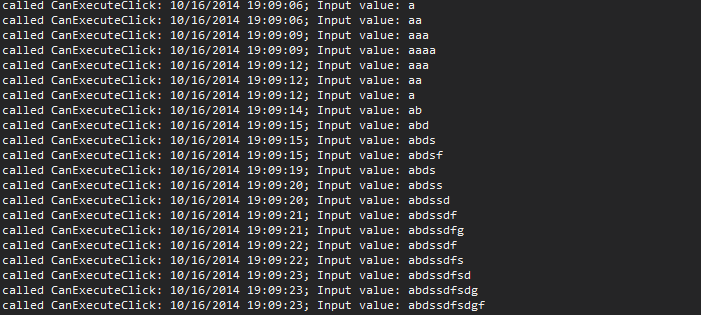 called CanExecuteClick: 10/16/2014 19:09:06; Input value: a
called CanExecuteClick: 10/16/2014 19:09:06; Input value: aa
called CanExecuteClick: 10/16/2014 19:09:09; Input value: aaa
called CanExecuteClick: 10/16/2014 19:09:09; Input value: aaaa
called CanExecuteClick: 10/16/2014 19:09:12; Input value: aaa
called CanExecuteClick: 10/16/2014 19:09:12; Input value: aa
called CanExecuteClick: 10/16/2014 19:09:12; Input value: a
called CanExecuteClick: 10/16/2014 19:09:14; Input value: ab
called CanExecuteClick: 10/16/2014 19:09:15; Input value: abd
called CanExecuteClick: 10/16/2014 19:09:15; Input value: abds
called CanExecuteClick: 10/16/2014 19:09:15; Input value: abdsf
called CanExecuteClick: 10/16/2014 19:09:19; Input value: abds
called CanExecuteClick: 10/16/2014 19:09:20; Input value: abdss
called CanExecuteClick: 10/16/2014 19:09:20; Input value: abdssd
called CanExecuteClick: 10/16/2014 19:09:21; Input value: abdssdf
called CanExecuteClick: 10/16/2014 19:09:21; Input value: abdssdfg
called CanExecuteClick: 10/16/2014 19:09:22; Input value: abdssdf
called CanExecuteClick: 10/16/2014 19:09:22; Input value: abdssdfs
called CanExecuteClick: 10/16/2014 19:09:23; Input value: abdssdfsd
called CanExecuteClick: 10/16/2014 19:09:23; Input value: abdssdfsdg
called CanExecuteClick: 10/16/2014 19:09:23; Input value: abdssdfsdgf